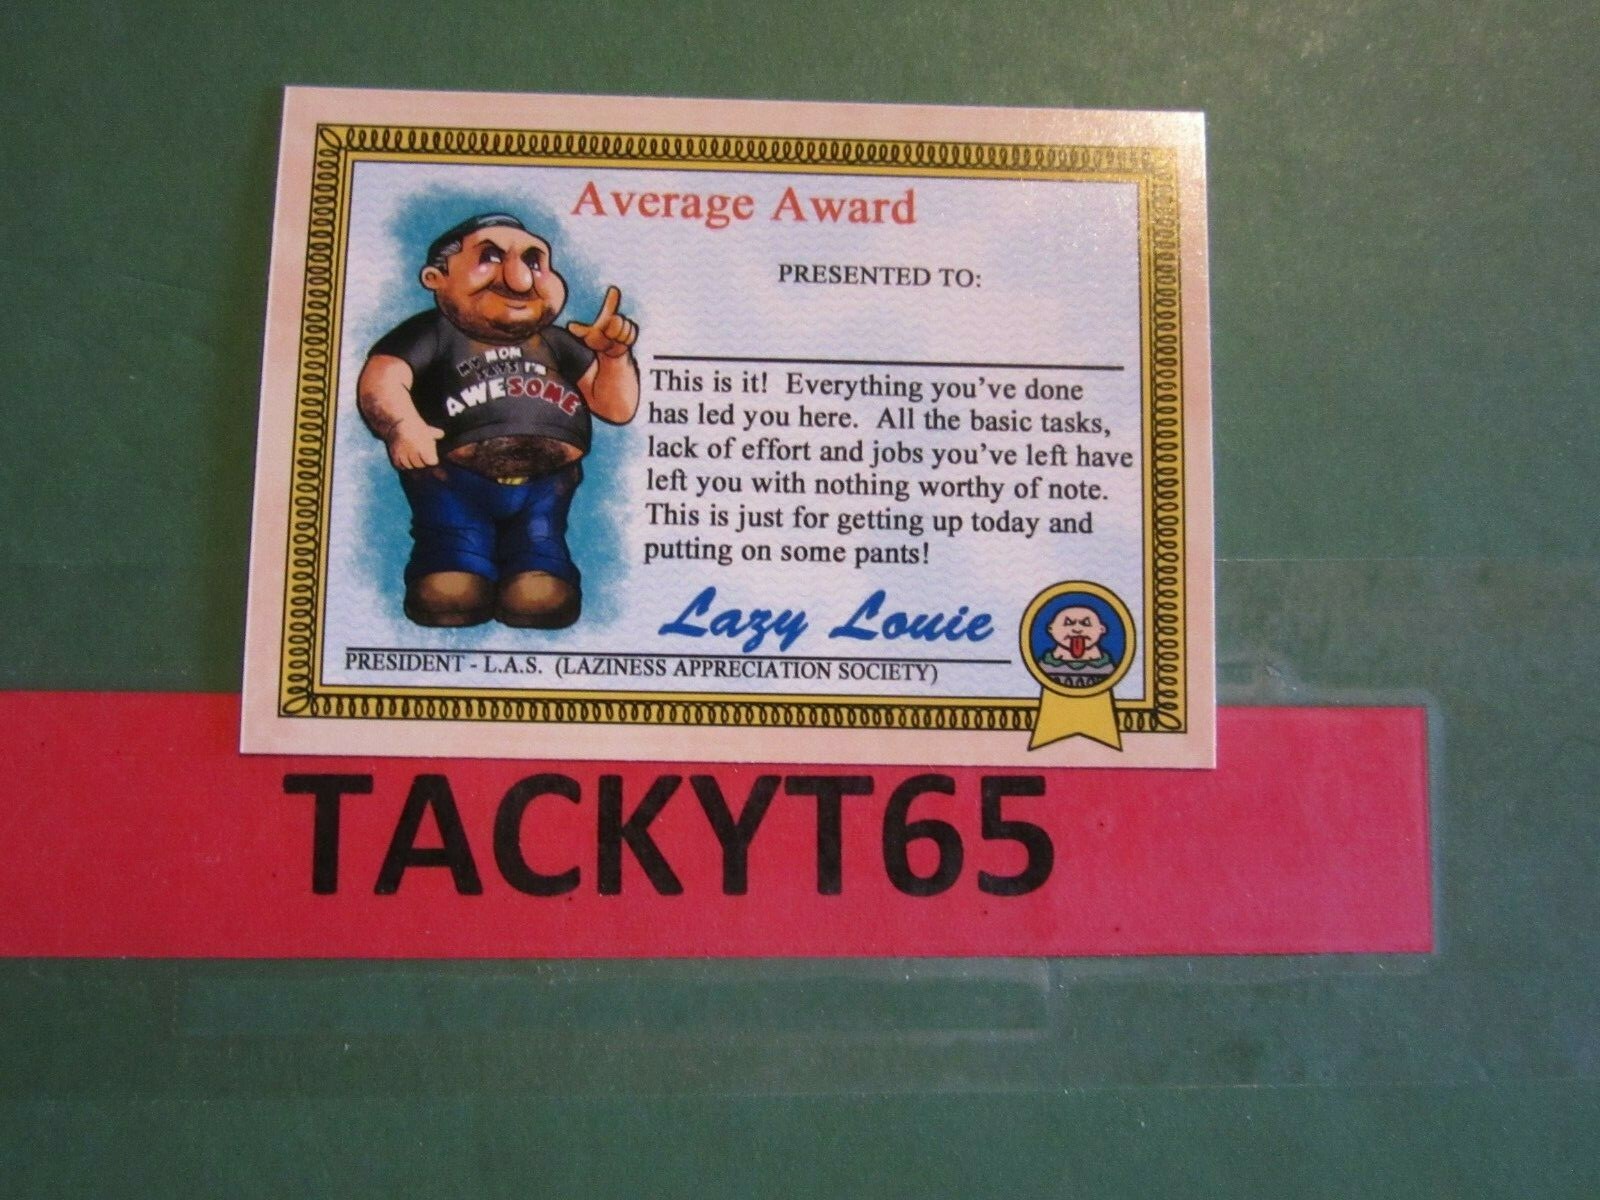 Average Award
PRESENTED TO:
MY MOM
SAYS I'M
AWESOME
This is it!  Everything you've done
has led you here.  All the basic tasks,
lack of effort and jobs you've left have
left you with nothing worthy of note.
This is just for getting up today and
putting on some pants!
Lazy Louie
PRESIDENT - L.A.S.  (LAZINESS APPRECIATION SOCIETY)
TACKYT65